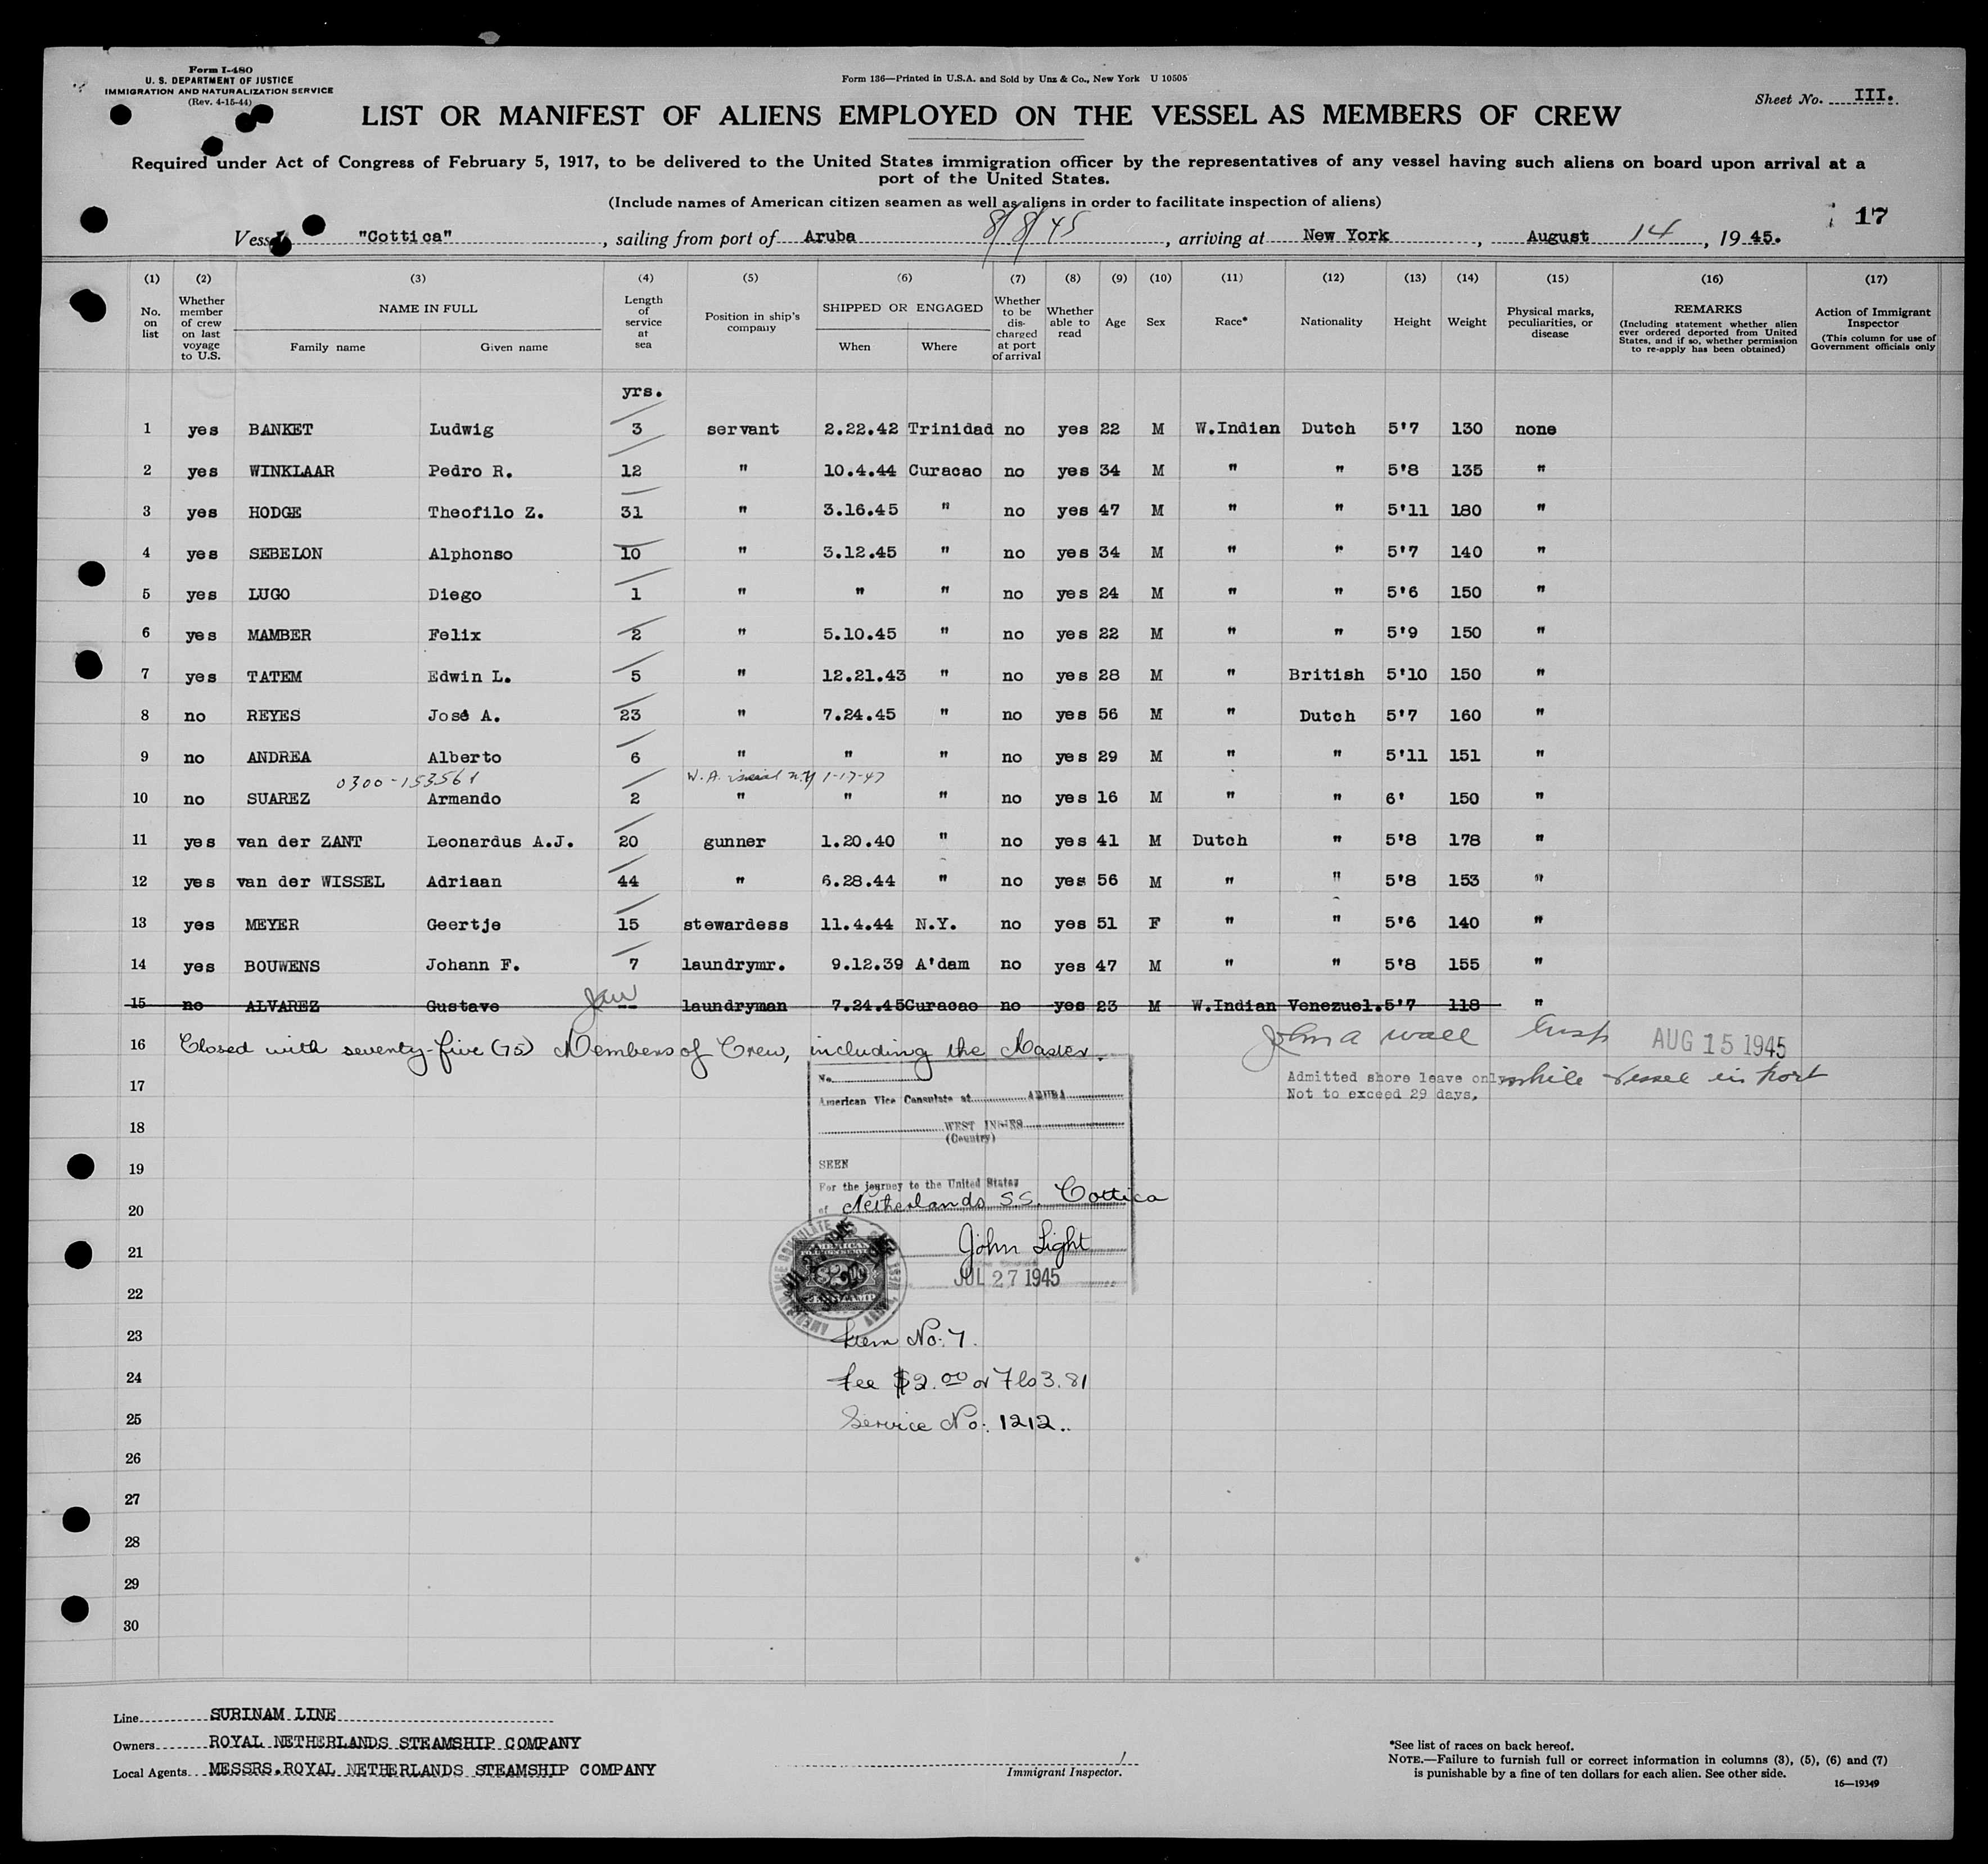 Form I-480
U. S. DEPARTMENT OF JUSTICE
IMMIGRATION AND NATURALIZATION SERVICE
(Rev. 4-15-44)
Form 136—Printed in U.S.A. and Sold by Unz & Co., New York U 10505
Sheet No. III.
LIST OR MANIFEST OF ALIENS EMPLOYED ON THE VESSEL AS MEMBERS OF CREW
Required under Act of Congress of February 5, 1917, to be delivered to the United States immigration officer by the representatives of any vessel having such aliens on board upon arrival at a
port of the United States.
(Include names of American citizen seamen as well as aliens in order to facilitate inspection of aliens)
17
Vessel "Cottica", sailing from port of Aruba 8/8/45, arriving at New York, August 14, 1945.
(1) (2) (3) (4) (5) (6) (7) (8) (9) (10) (11) (12) (13) (14) (15) (16) (17)
No. on list
Whether member of crew on last voyage to U.S.
NAME IN FULL
Family name
Given name
Length of service at sea
Position in ship's company
SHIPPED OR ENGAGED
When
Where
Whether to be discharged at port of arrival
Whether able to read
Age
Sex
Race*
Nationality
Height
Weight
Physical marks, peculiarities, or disease
REMARKS
(Including statement whether alien ever ordered deported from United States, and if so, whether permission to re-apply has been obtained)
Action of Immigrant Inspector
(This column for use of Government officials only
yrs.
1 yes BANKET Ludwig 3 servant 2.22.42 Trinidad no yes 22 M W.Indian Dutch 5'7 130 none
2 yes WINKLAAR Pedro R. 12 " 10.4.44 Curacao no yes 34 M " " 5'8 135 "
3 yes HODGE Theofilo Z. 31 " 3.16.45 " no yes 47 M " " 5'11 180 "
4 yes SEBELON Alphonso 10 " 3.12.45 " no yes 34 M " " 5'7 140 "
5 yes LUGO Diego 1 " " " no yes 24 M " " 5'6 150 "
6 yes MAMBER Felix 2 " 5.10.45 " no yes 22 M " " 5'9 150 "
7 yes TATEM Edwin L. 5 " 12.21.43 " no yes 28 M " British 5'10 150 "
8 no REYES José A. 23 " 7.24.45 " no yes 56 M " Dutch 5'7 160 "
9 no ANDREA Alberto 6 " " " no yes 29 M " " 5'11 151 "
0300-153561 W.A. N.Y 1-17-47
10 no SUAREZ Armando 2 " " " no yes 16 M " " 6' 150 "
11 yes van der ZANT Leonardus A.J. 20 gunner 1.20.40 " no yes 41 M Dutch " 5'8 178 "
12 yes van der WISSEL Adriaan 44 " 6.28.44 " no yes 56 M " " 5'8 153 "
13 yes MEYER Geertje 15 stewardess 11.4.44 N.Y. no yes 51 F " " 5'6 140 "
14 yes BOUWENS Johann F. 7 laundrymr. 9.12.39 A'dam no yes 47 M " " 5'8 155 "
15 no ALVAREZ Gustave -- laundryman 7.24.45 Curacao no yes 23 M W.Indian Venezuel. 5'7 118 "
JAW
16 Closed with seventy-five (75) Members of Crew, including the Master.
John A Wall Insp AUG 15 1945
17
Admitted shore leave only while vessel in port
Not to exceed 29 days.
No.
American Vice Consulate at ARUBA
18
WEST INDIES
(Country)
19
SEEN
For the journey to the United States
20
of Netherlands S.S. Cottica
21
John Light
JUL 27 1945
22
AMERICAN
$2
23
Item No: 7.
24
Fee $2.00 or Fls 3.81
25
Service No: 1212..
26
27
28
29
30
Line SURINAM LINE
Owners ROYAL NETHERLANDS STEAMSHIP COMPANY
Local Agents MESSRS. ROYAL NETHERLANDS STEAMSHIP COMPANY
Immigrant Inspector.
*See list of races on back hereof.
NOTE.—Failure to furnish full or correct information in columns (3), (5), (6) and (7)
is punishable by a fine of ten dollars for each alien. See other side.
16—19349